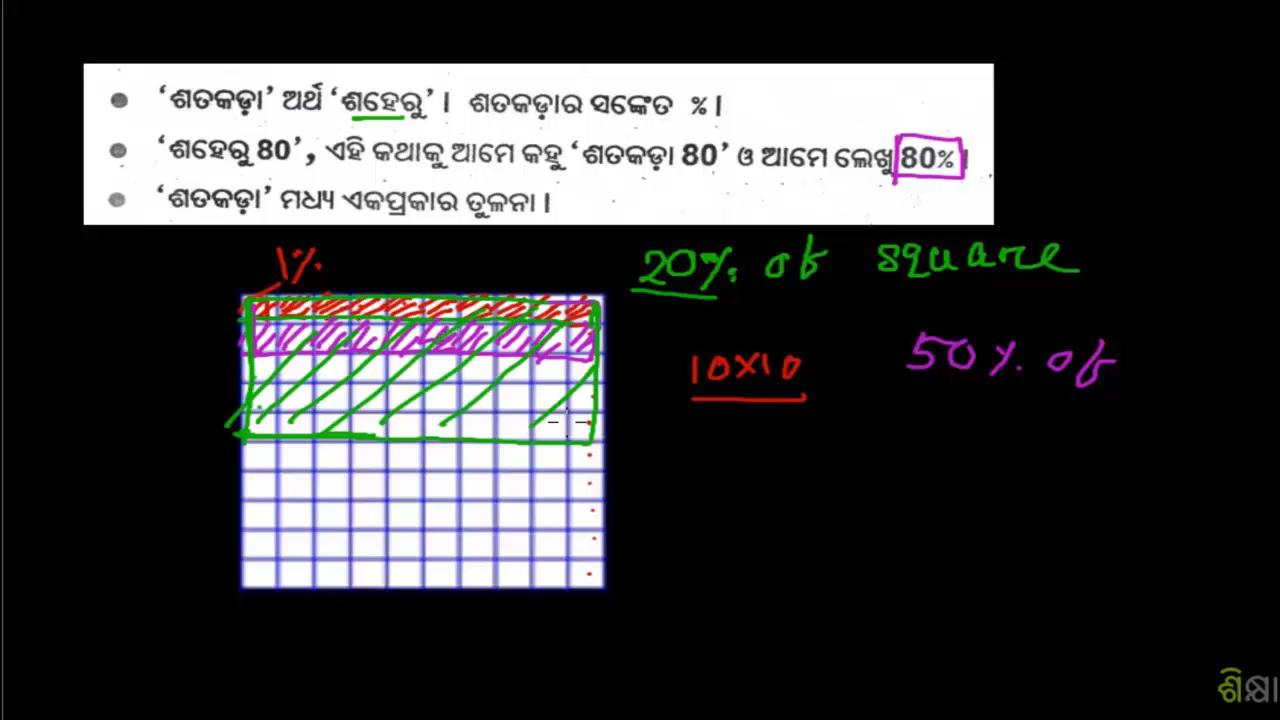 ‘ଶତକଡ଼ା’ ଅର୍ଥ ‘ଶହେରୁ’ । ଶତକଡ଼ାର ସଙ୍କେତ % ।
‘ଶହେରୁ 80’, ଏହି କଥାକୁ ଆମେ କହୁ ‘ଶତକଡା 80’ ଓ ଆମେ ଲେଖୁ 80% ।
‘ଶତକଡ଼ା’ ମଧ୍ୟ ଏକପ୍ରକାର ତୁଳନା ।
1%
20% of square
10×10
50% of
ଶିକ୍ଷା